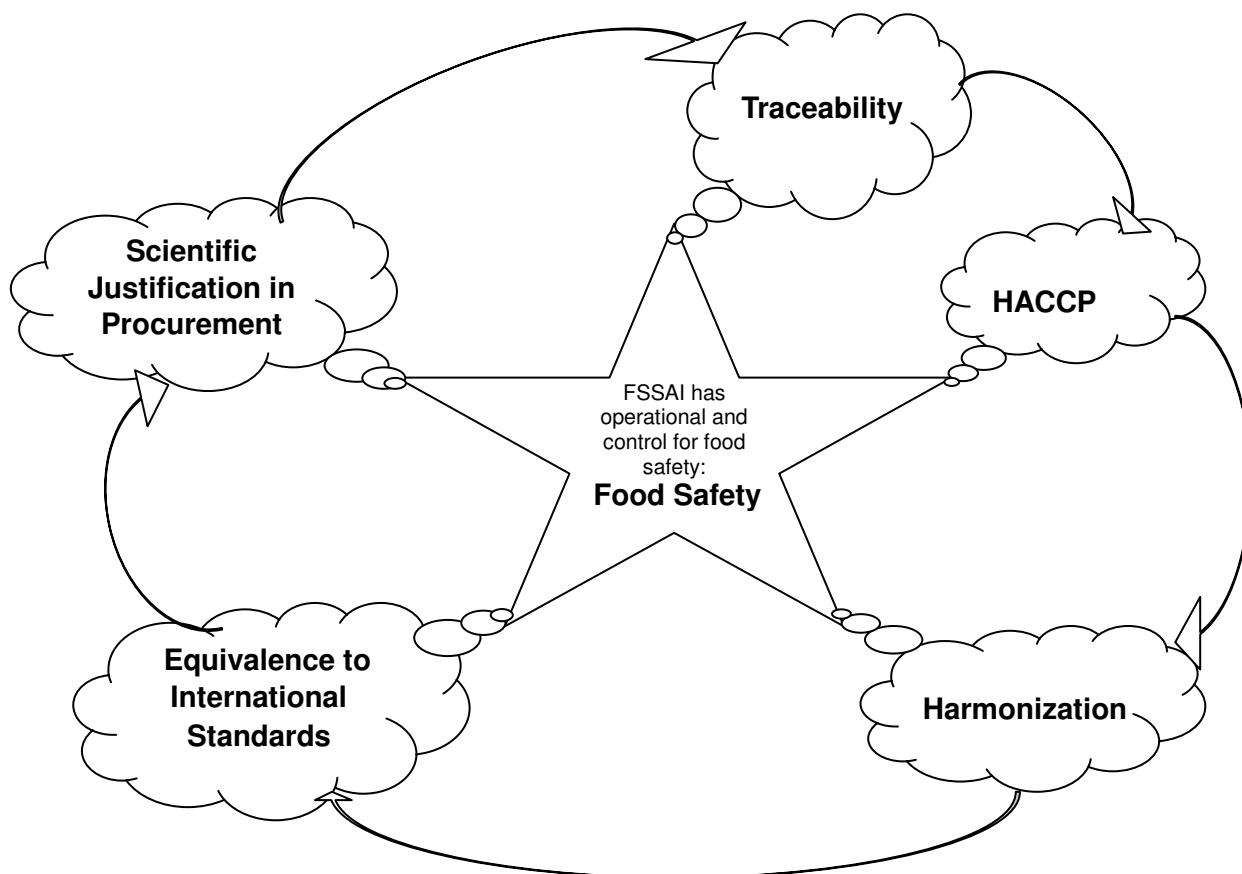 Traceability
Scientific
Justification in
Procurement
HACCP
FSSAI has
operational and
control for food
safety:
Food Safety
Equivalence to
International
Standards
Harmonization